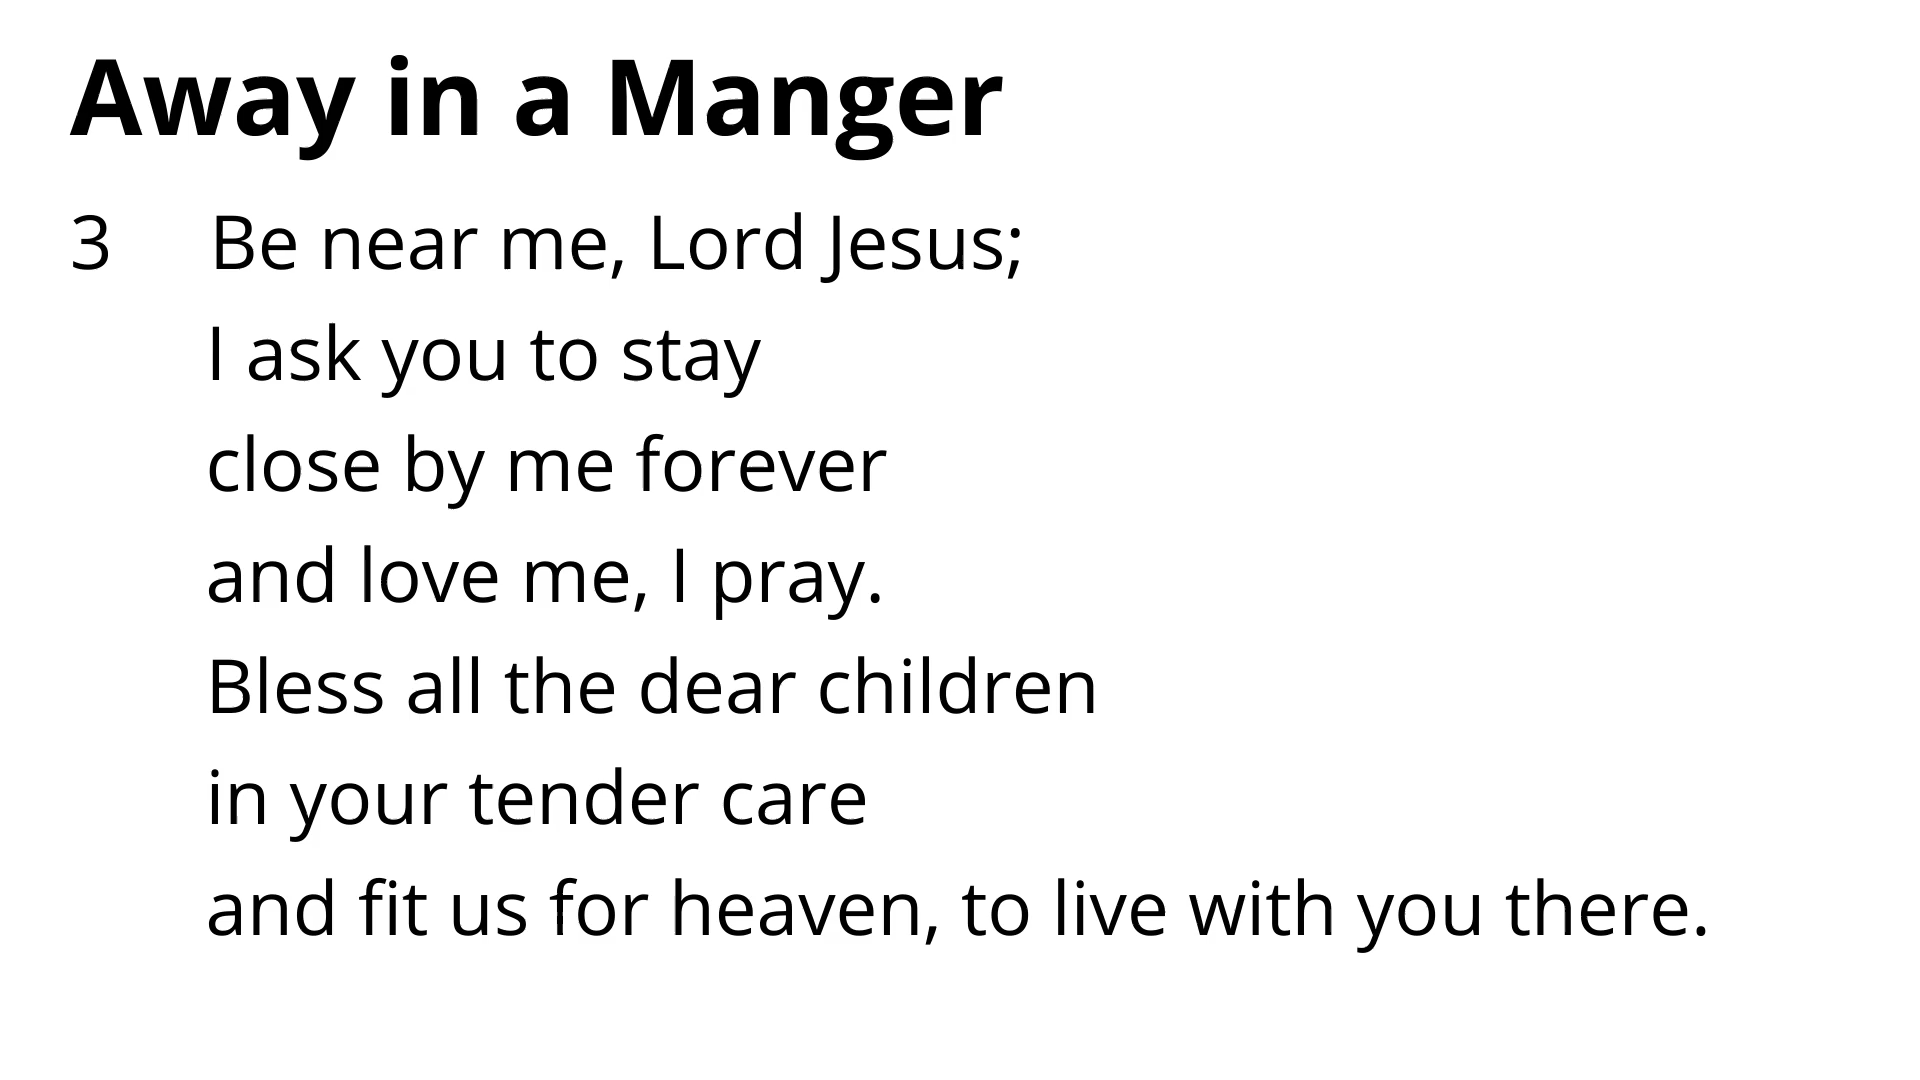 Away in a Manger
3 Be near me, Lord Jesus;
I ask you to stay
close by me forever
and love me, I pray.
Bless all the dear children
in your tender care
and fit us for heaven, to live with you there.